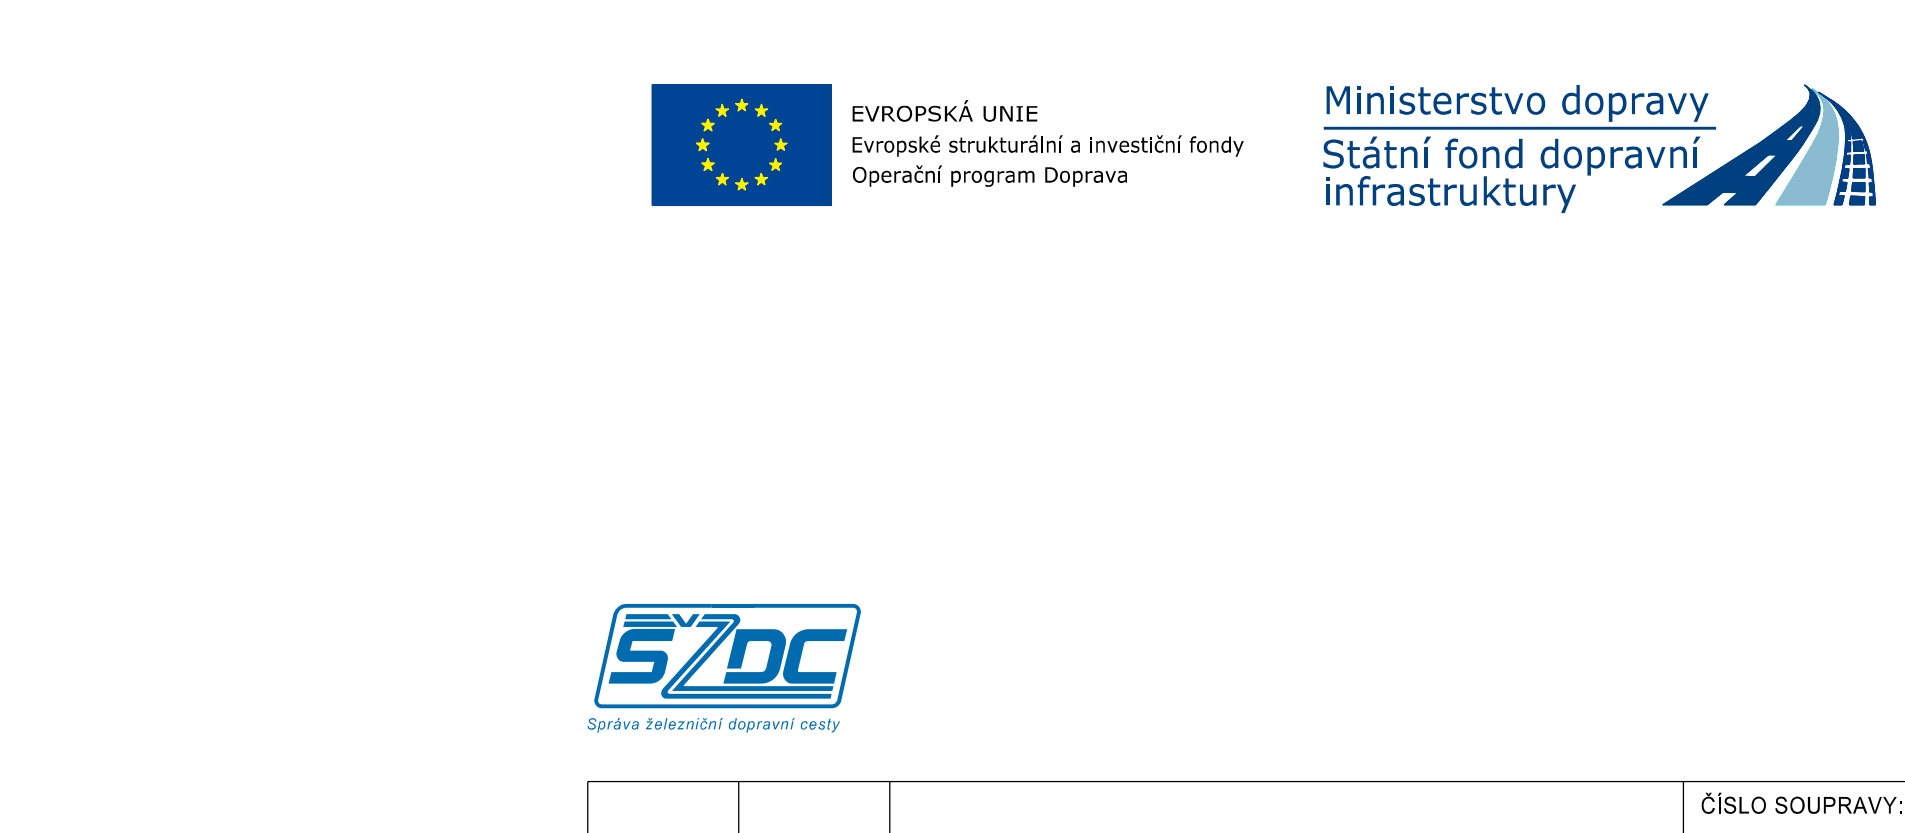 EVROPSKÁ UNIE
Evropské strukturální a investiční fondy
Operační program Doprava
Ministerstvo dopravy
Státní fond dopravní
infrastruktury
SŽDC
Správa železniční dopravní cesty
ČÍSLO SOUPRAVY: